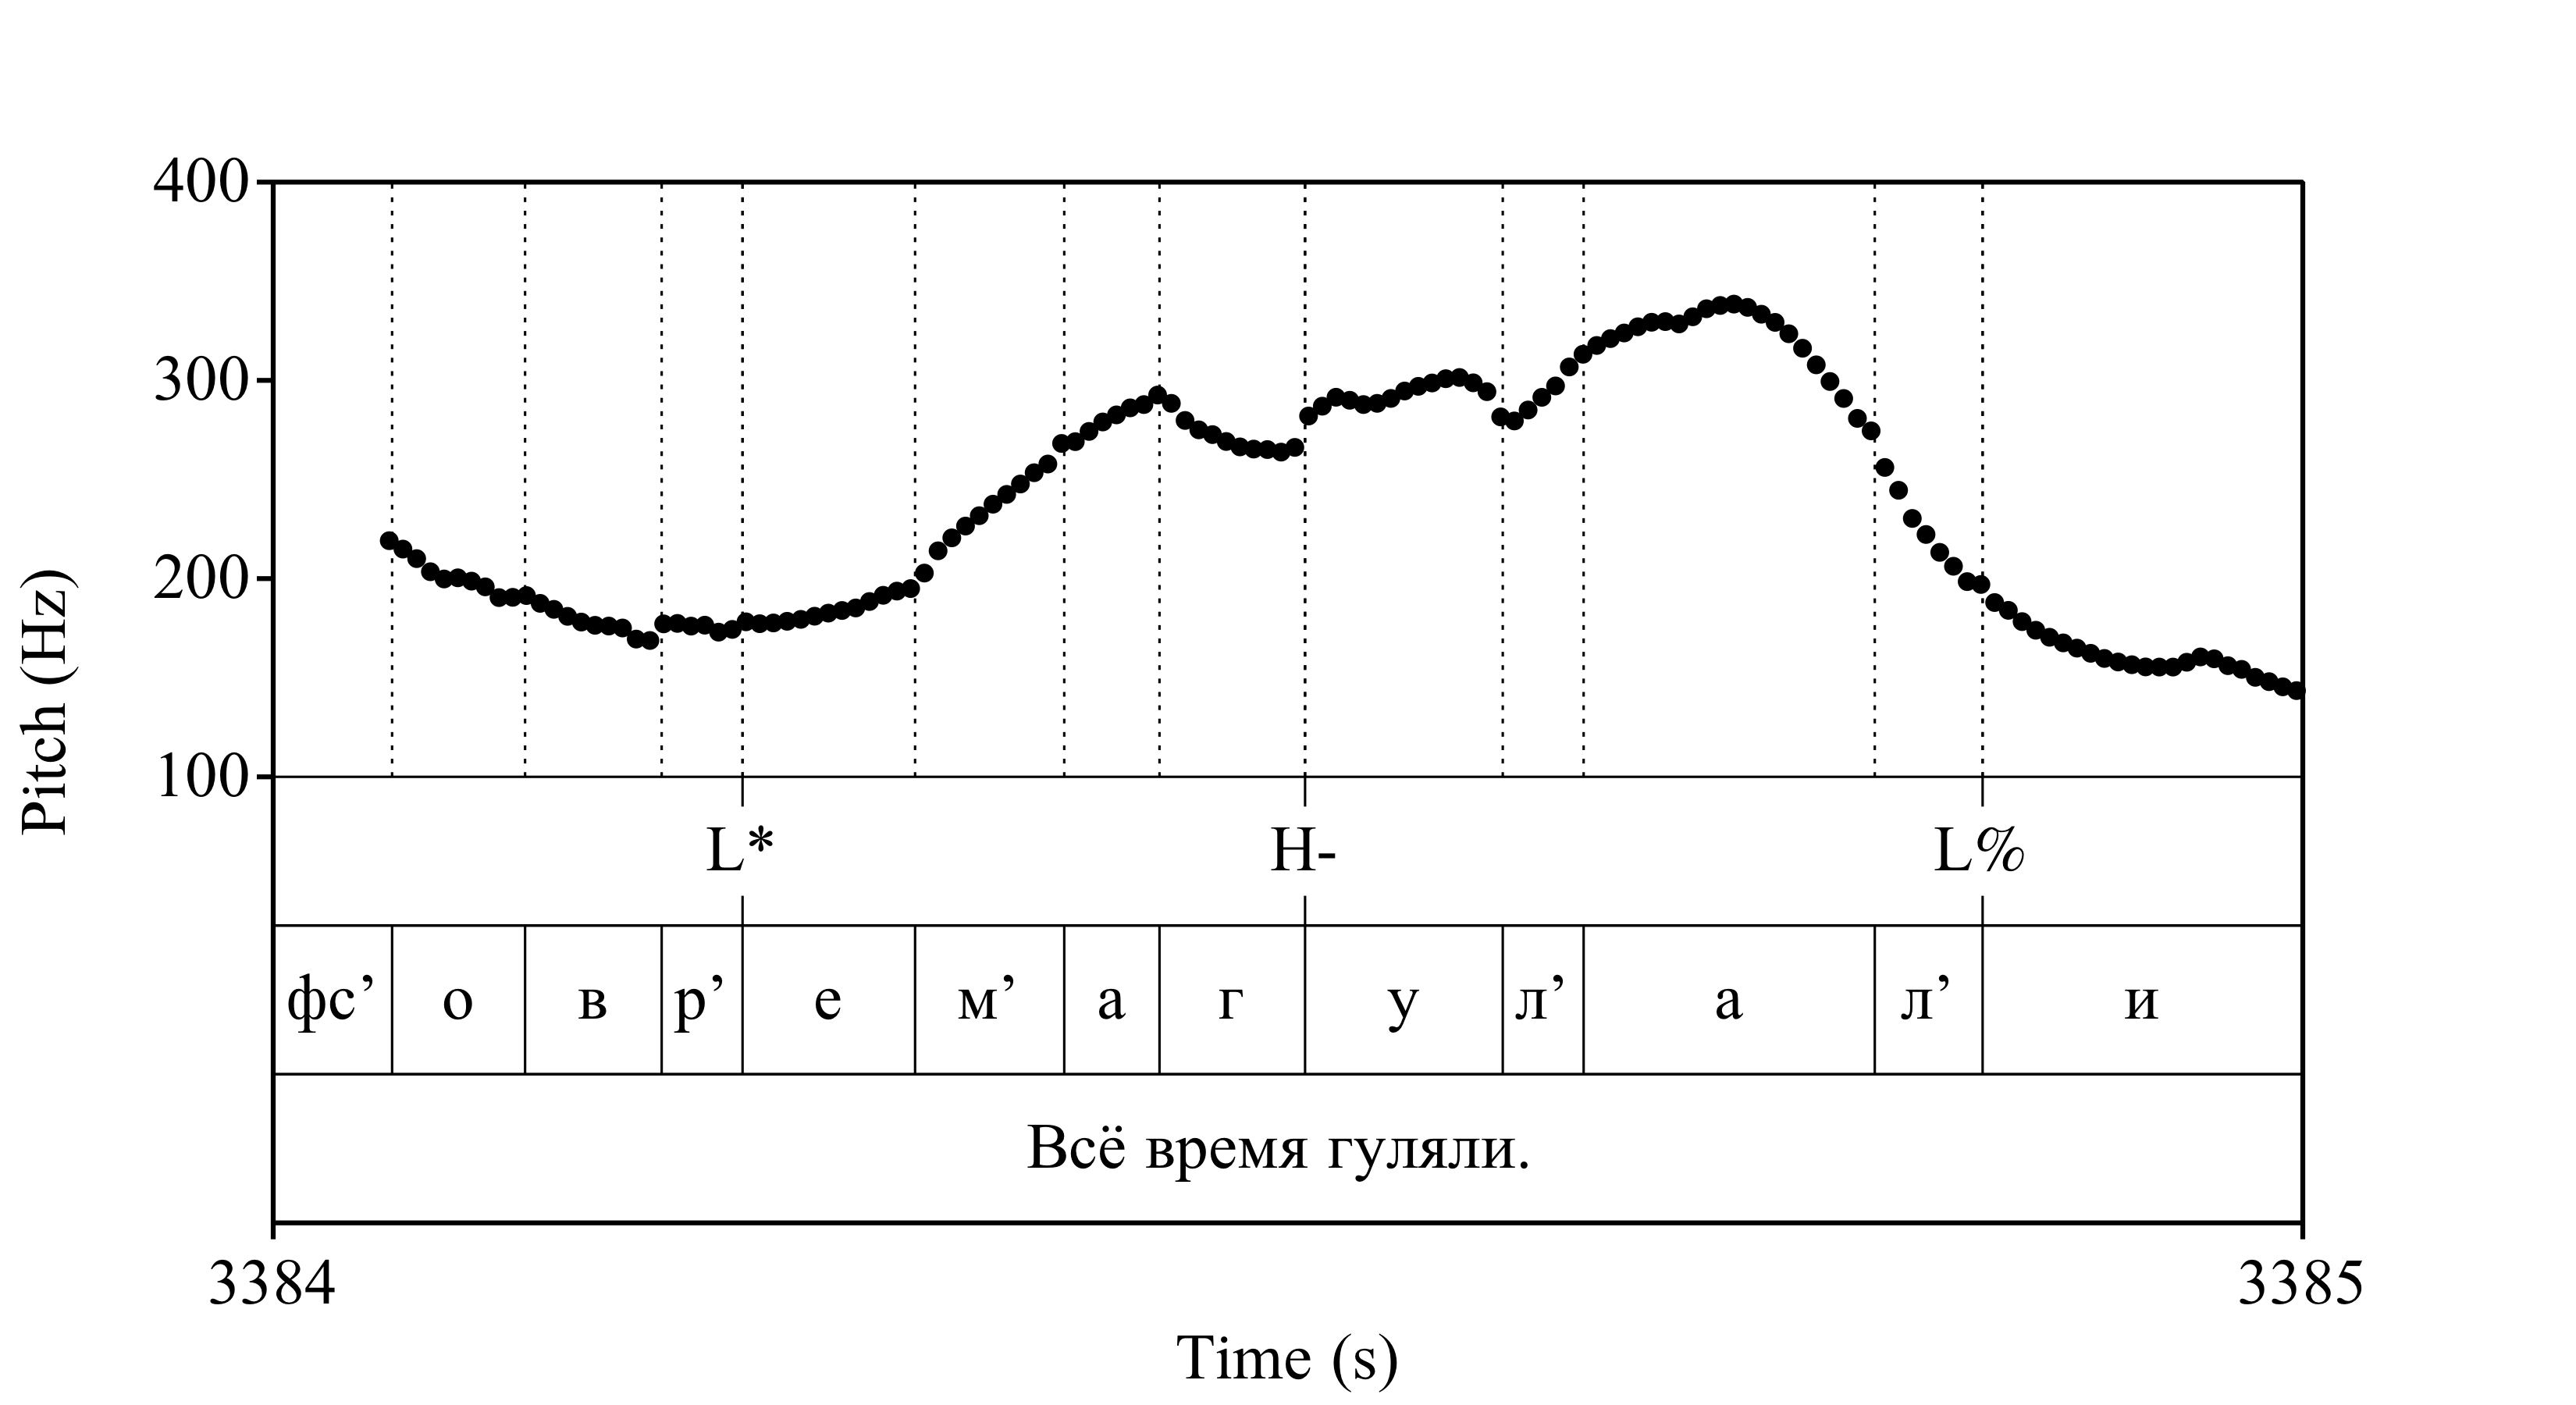 400
300
200
100
Pitch (Hz)
L* H- L%
фс’ о в р’ е м’ а г у л’ а л’ и
Всё время гуляли.
3384 3385
Time (s)